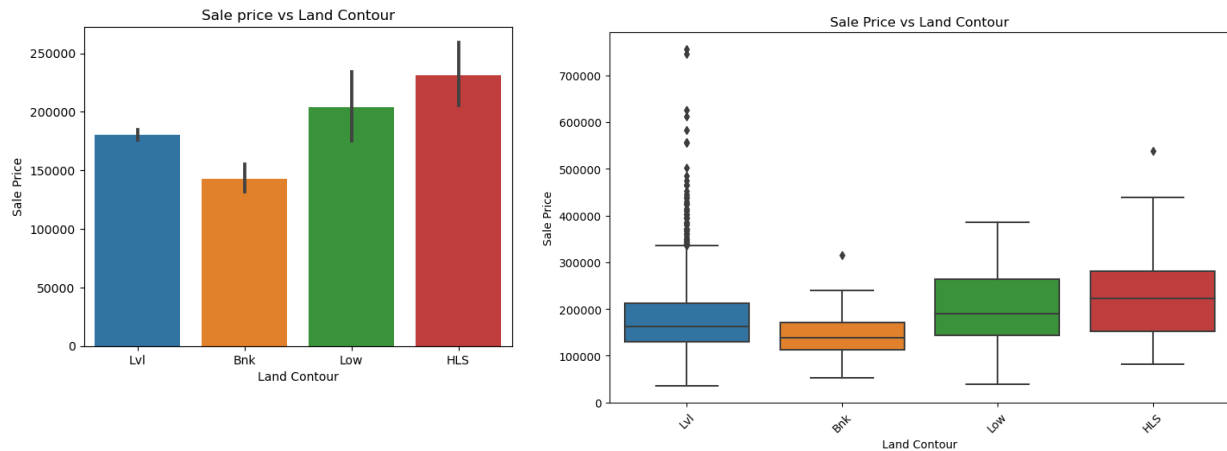 Sale price vs Land Contour
250000
200000
150000
100000
50000
0
Sale Price
Lvl
Bnk
Low
HLS
Land Contour
Sale Price vs Land Contour
700000
600000
500000
400000
300000
200000
100000
0
Sale Price
Lvl
Bnk
Low
HLS
Land Contour